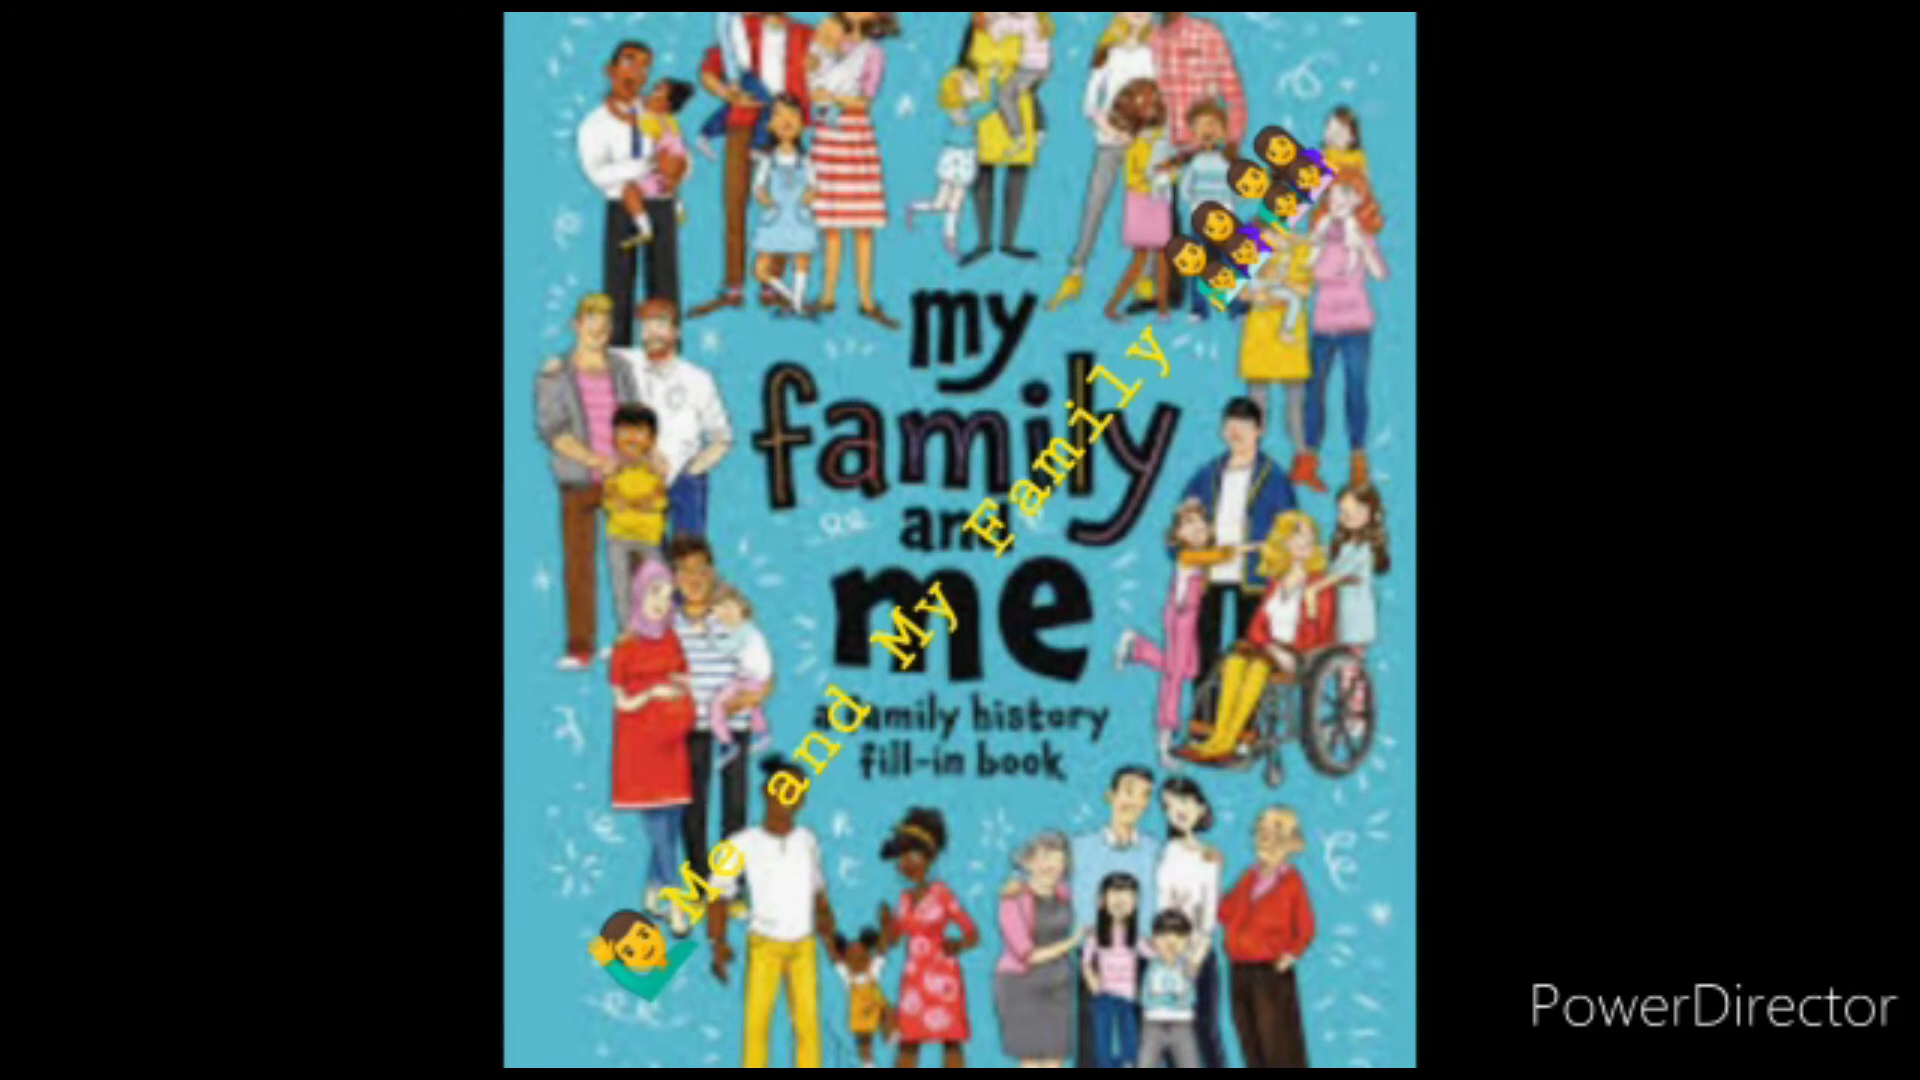 my
family
and
me
a family history
fill-in book
Me and My Family
PowerDirector